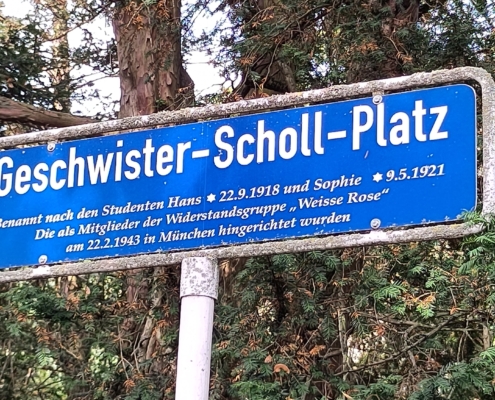 Geschwister-Scholl-Platz
Benannt nach den Studenten Hans ✶ 22.9.1918 und Sophie ✶ 9.5.1921
Die als Mitglieder der Widerstandsgruppe „Weisse Rose“
am 22.2.1943 in München hingerichtet wurden